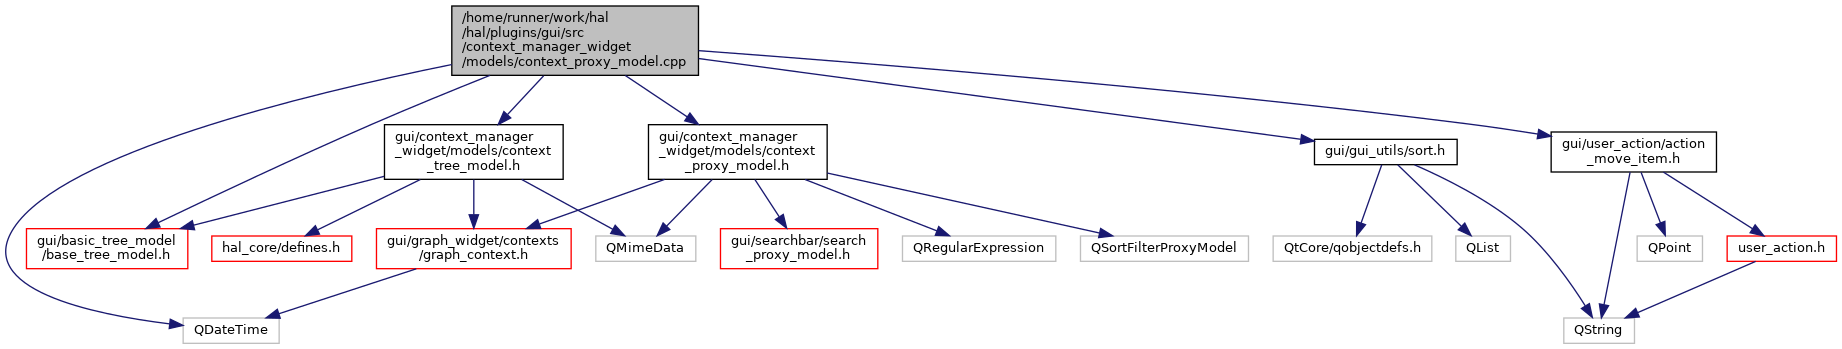 /home/runner/work/hal
/hal/plugins/gui/src
/context_manager_widget
/models/context_proxy_model.cpp
gui/context_manager
_widget/models/context
_tree_model.h
gui/context_manager
_widget/models/context
_proxy_model.h
gui/gui_utils/sort.h
gui/user_action/action
_move_item.h
gui/basic_tree_model
/base_tree_model.h
hal_core/defines.h
gui/graph_widget/contexts
/graph_context.h
QMimeData
gui/searchbar/search
_proxy_model.h
QRegularExpression
QSortFilterProxyModel
QtCore/qobjectdefs.h
QList
QPoint
user_action.h
QDateTime
QString